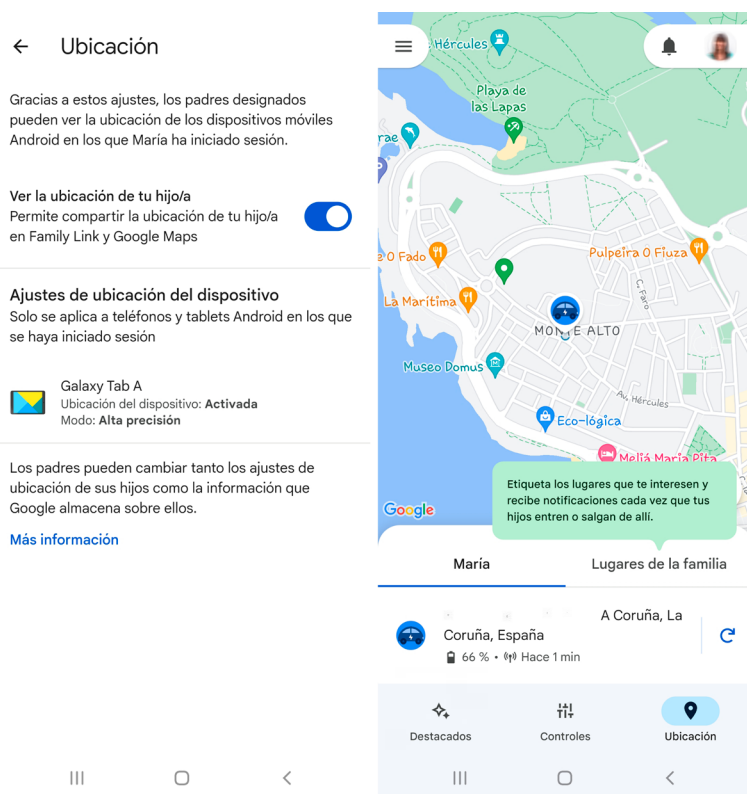 Ubicación
Gracias a estos ajustes, los padres designados
pueden ver la ubicación de los dispositivos móviles
Android en los que María ha iniciado sesión.
Ver la ubicación de tu hijo/a
Permite compartir la ubicación de tu hijo/a
en Family Link y Google Maps
Ajustes de ubicación del dispositivo
Solo se aplica a teléfonos y tablets Android en los que
se haya iniciado sesión
Galaxy Tab A
Ubicación del dispositivo: Activada
Modo: Alta precisión
Los padres pueden cambiar tanto los ajustes de
ubicación de sus hijos como la información que
Google almacena sobre ellos.
Más información
Hércules
Playa de
las Lapas
rae
e O Fado
Pulpeira O Fiuza
La Marítima
C. Faro
MONTE ALTO
Museo Domus
Av. Hércules
Eco-lógica
Meliá Maria Pita
Etiqueta los lugares que te interesen y
recibe notificaciones cada vez que tus
hijos entren o salgan de allí.
Google
María
Lugares de la familia
A Coruña, La
Coruña, España
66 % • Hace 1 min
Destacados
Controles
Ubicación